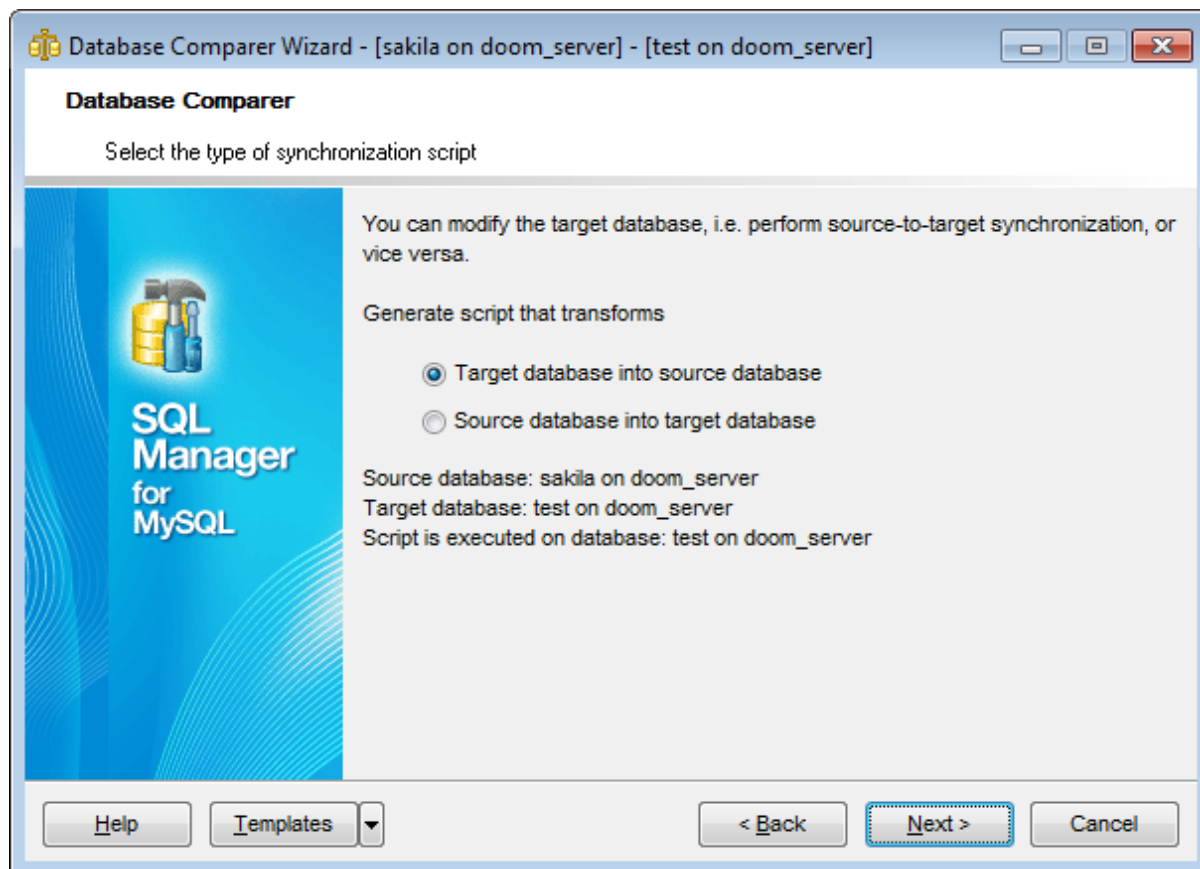 Database Comparer Wizard - [sakila on doom_server] - [test on doom_server]
Database Comparer
Select the type of synchronization script
You can modify the target database, i.e. perform source-to-target synchronization, or
vice versa.
Generate script that transforms
Target database into source database
Source database into target database
Source database: sakila on doom_server
Target database: test on doom_server
Script is executed on database: test on doom_server
SQL
Manager
for
MySQL
Help
Templates
< Back
Next >
Cancel